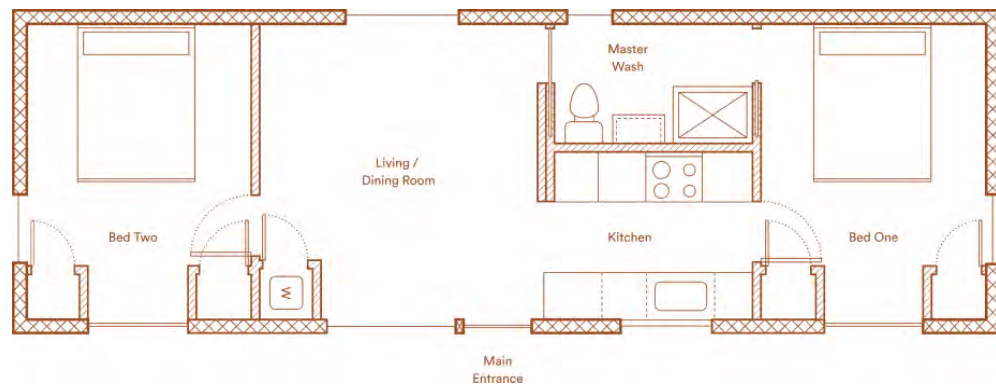 Master
Wash
Living /
Dining Room
Bed Two
Kitchen
Bed One
W
Main
Entrance